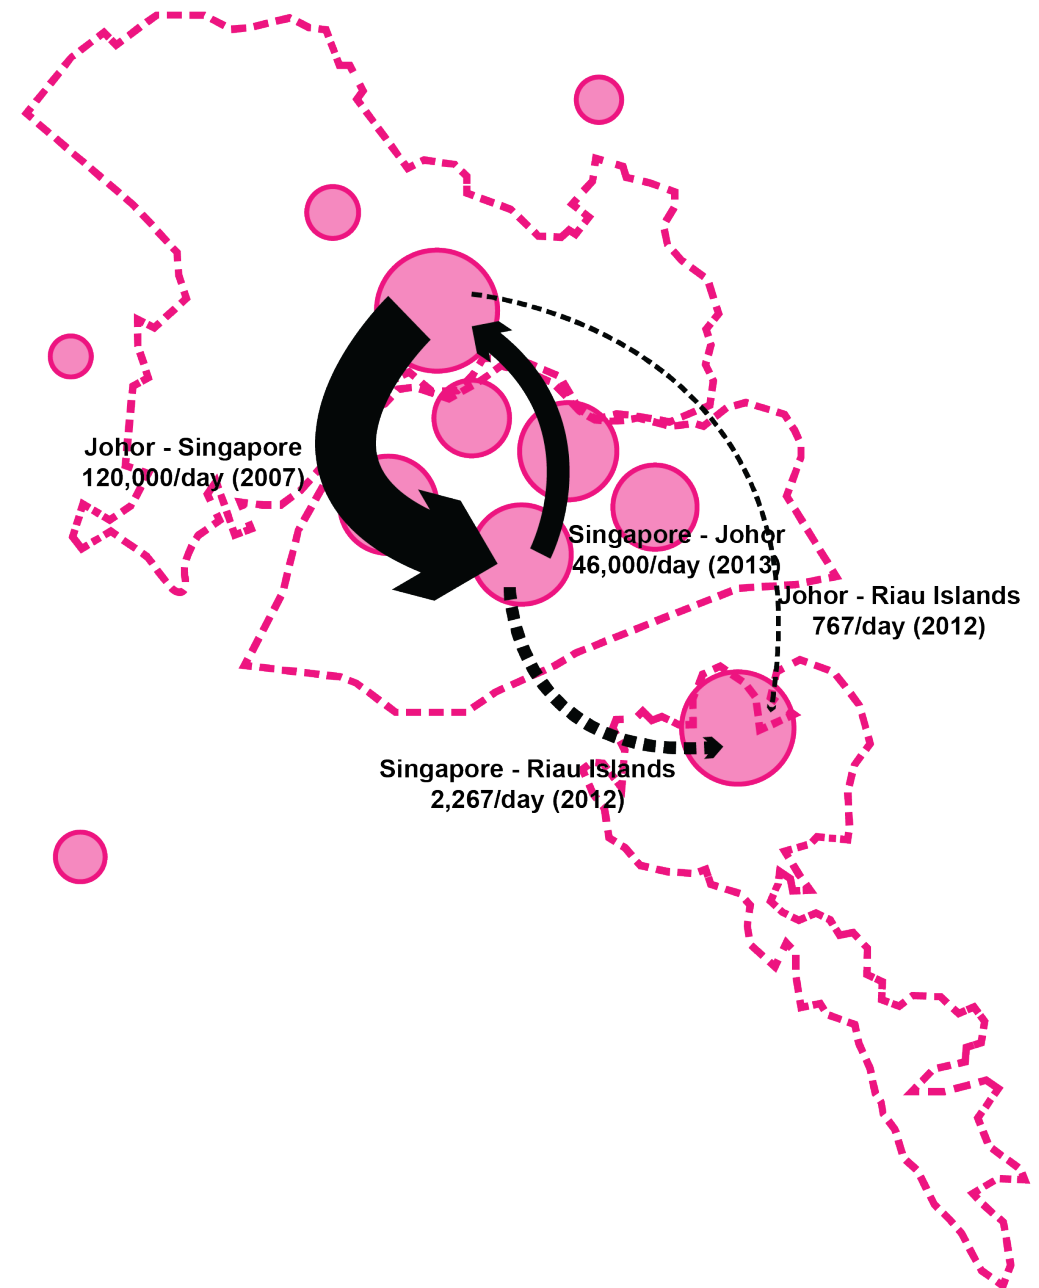 Johor - Singapore
120,000/day (2007)
Singapore - Johor
46,000/day (2013)
Johor - Riau Islands
767/day (2012)
Singapore - Riau Islands
2,267/day (2012)